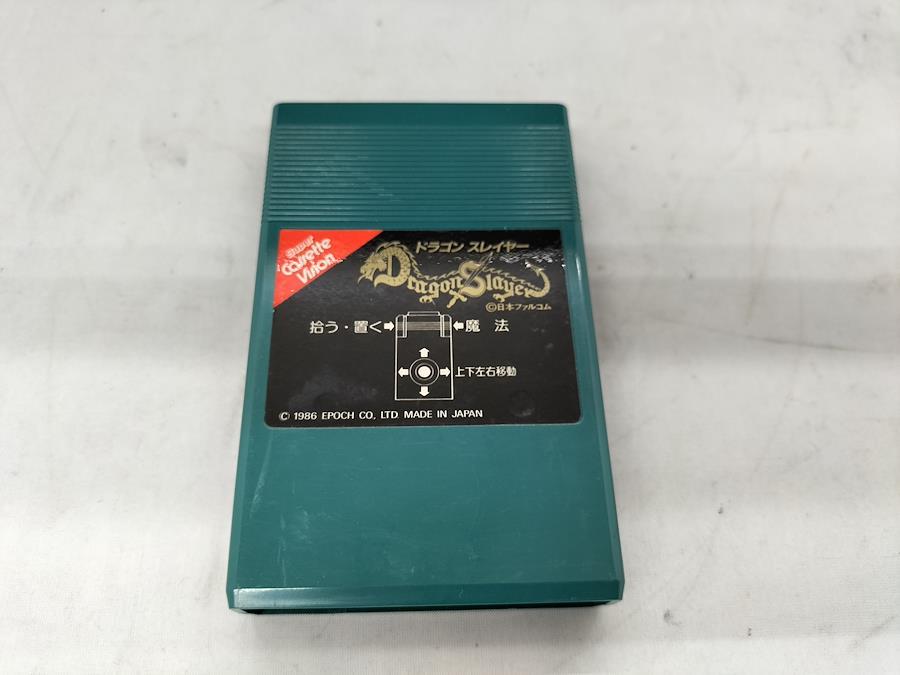 Super
Cassette
Vision
ドラゴン スレイヤー
Dragon Slayer
©日本ファルコム
拾う・置く 魔法
上下左右移動
© 1986 EPOCH CO., LTD. MADE IN JAPAN